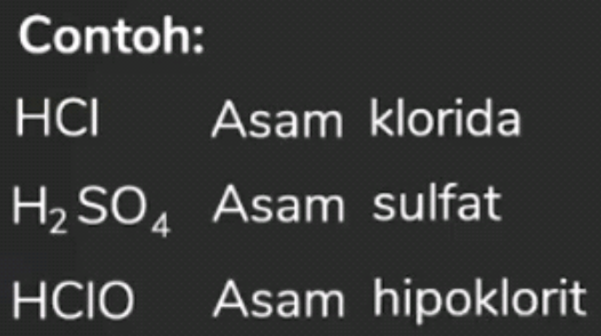 Contoh:
HCl Asam klorida
H₂SO₄ Asam sulfat
HClO Asam hipoklorit